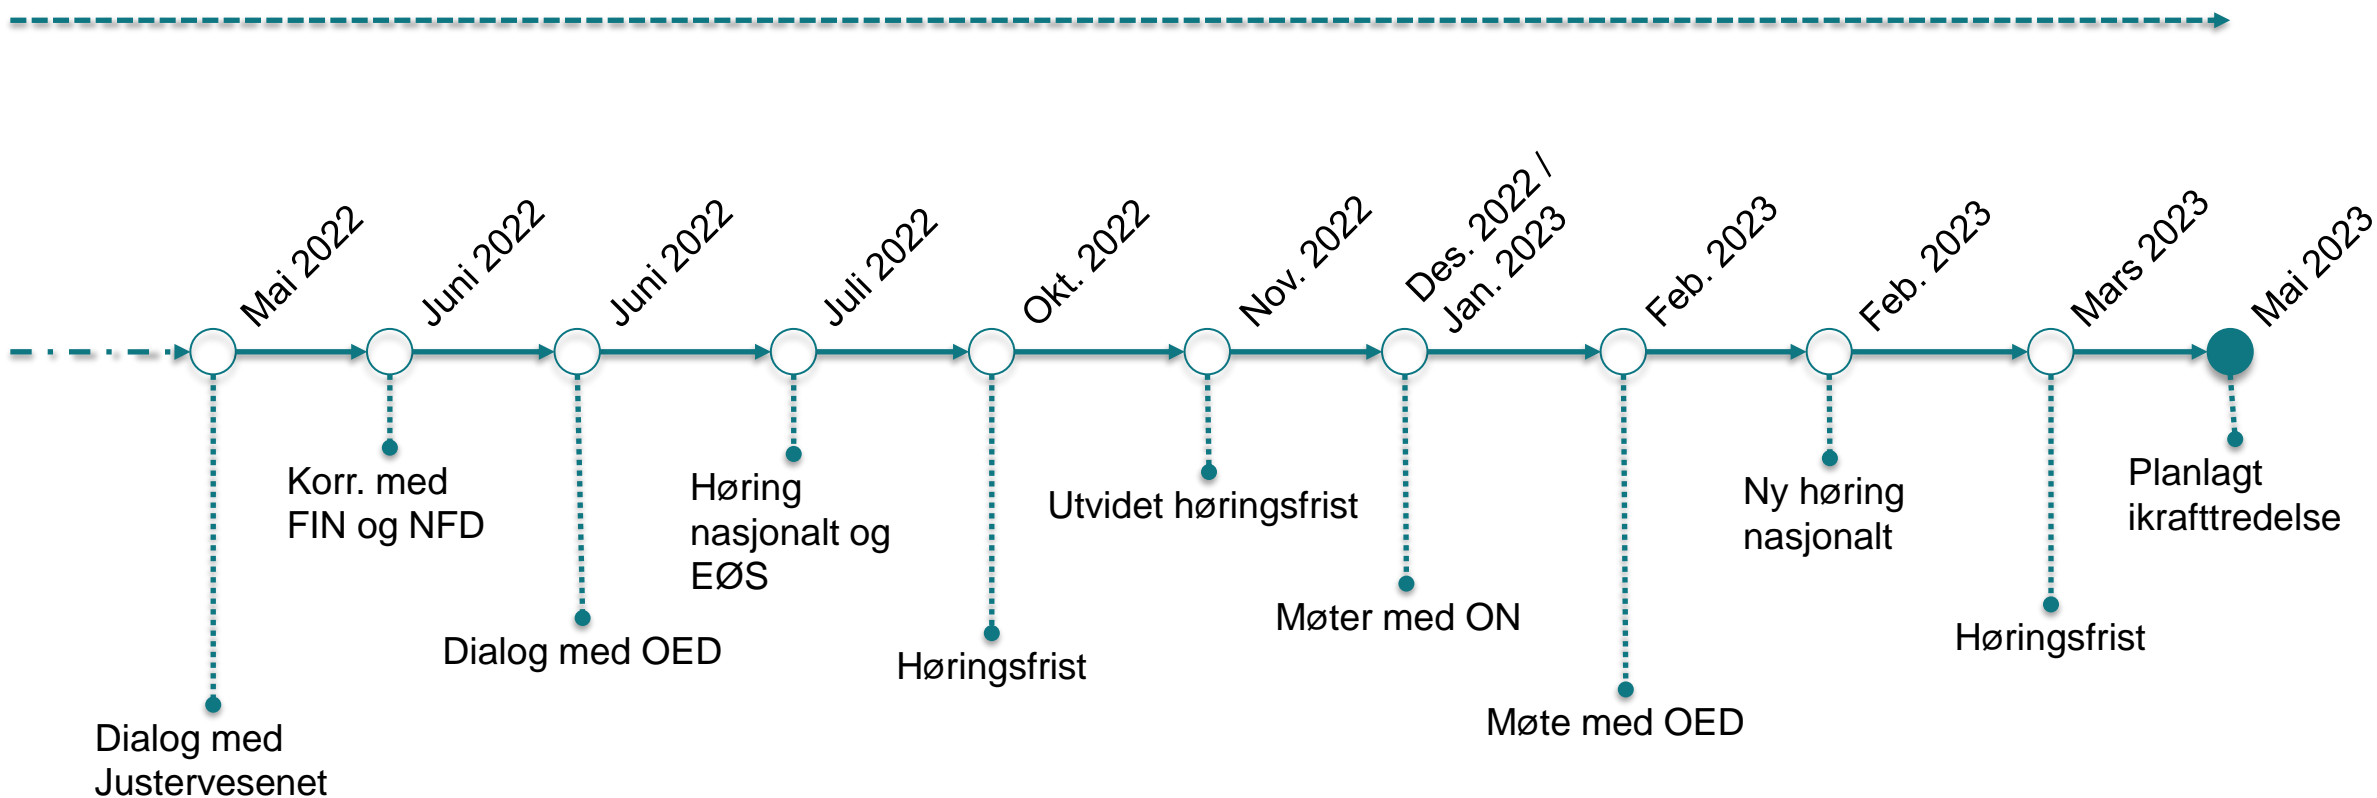 Mai 2022
Juni 2022
Juni 2022
Juli 2022
Okt. 2022
Nov. 2022
Des. 2022 /
Jan. 2023
Feb. 2023
Feb. 2023
Mars 2023
Mai 2023
Dialog med
Justervesenet
Korr. med
FIN og NFD
Dialog med OED
Høring
nasjonalt og
EØS
Høringsfrist
Utvidet høringsfrist
Møter med ON
Møte med OED
Ny høring
nasjonalt
Høringsfrist
Planlagt
ikrafttredelse